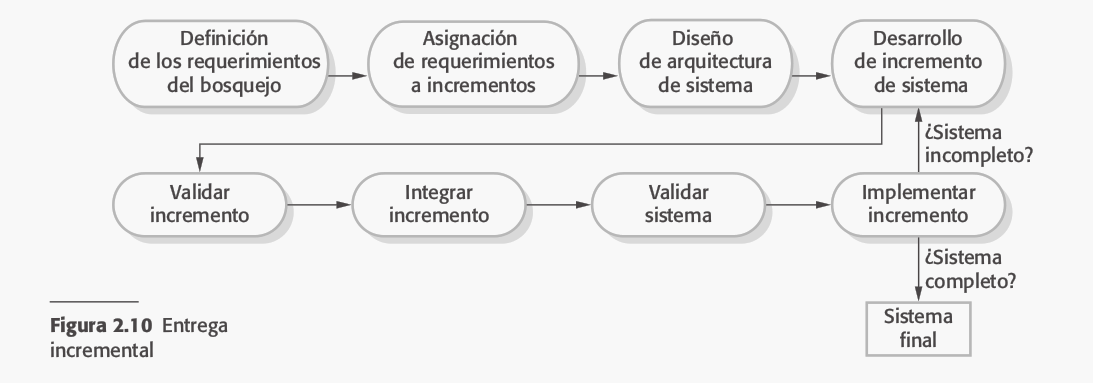 Definición
de los requerimientos
del bosquejo
Asignación
de requerimientos
a incrementos
Diseño
de arquitectura
de sistema
Desarrollo
de incremento
de sistema
¿Sistema
incompleto?
Validar
incremento
Integrar
incremento
Validar
sistema
Implementar
incremento
¿Sistema
completo?
Sistema
final
Figura 2.10 Entrega
incremental